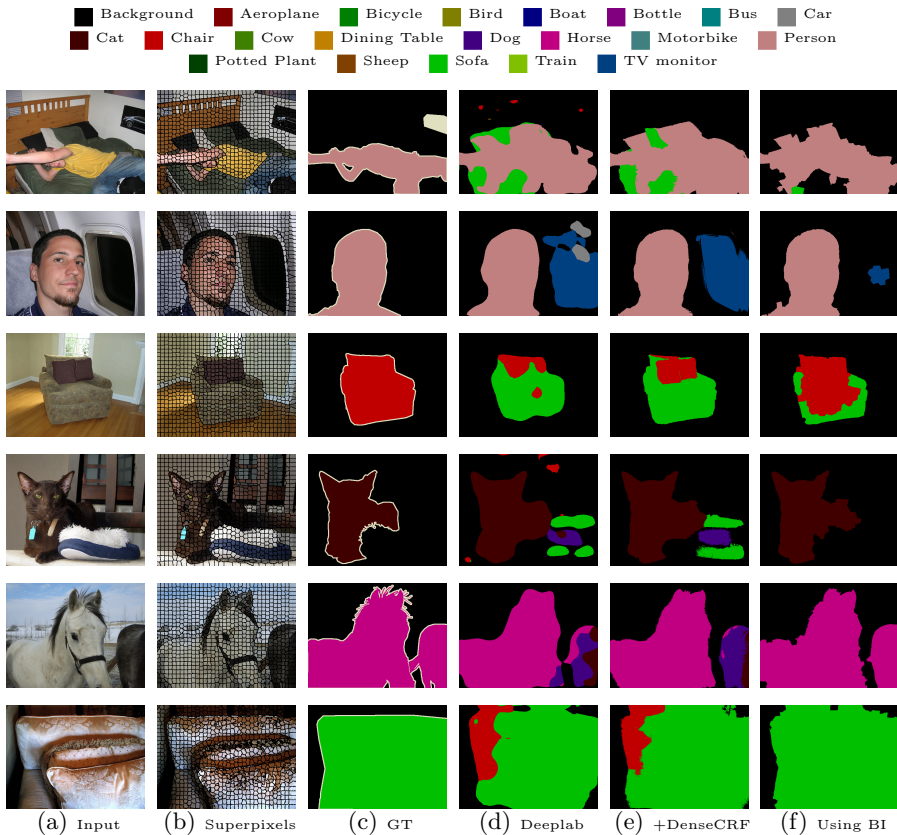 Background Aeroplane Bicycle Bird Boat Bottle Bus Car
Cat Chair Cow Dining Table Dog Horse Motorbike Person
Potted Plant Sheep Sofa Train TV monitor
(a) Input (b) Superpixels (c) GT (d) Deeplab (e) +DenseCRF (f) Using BI